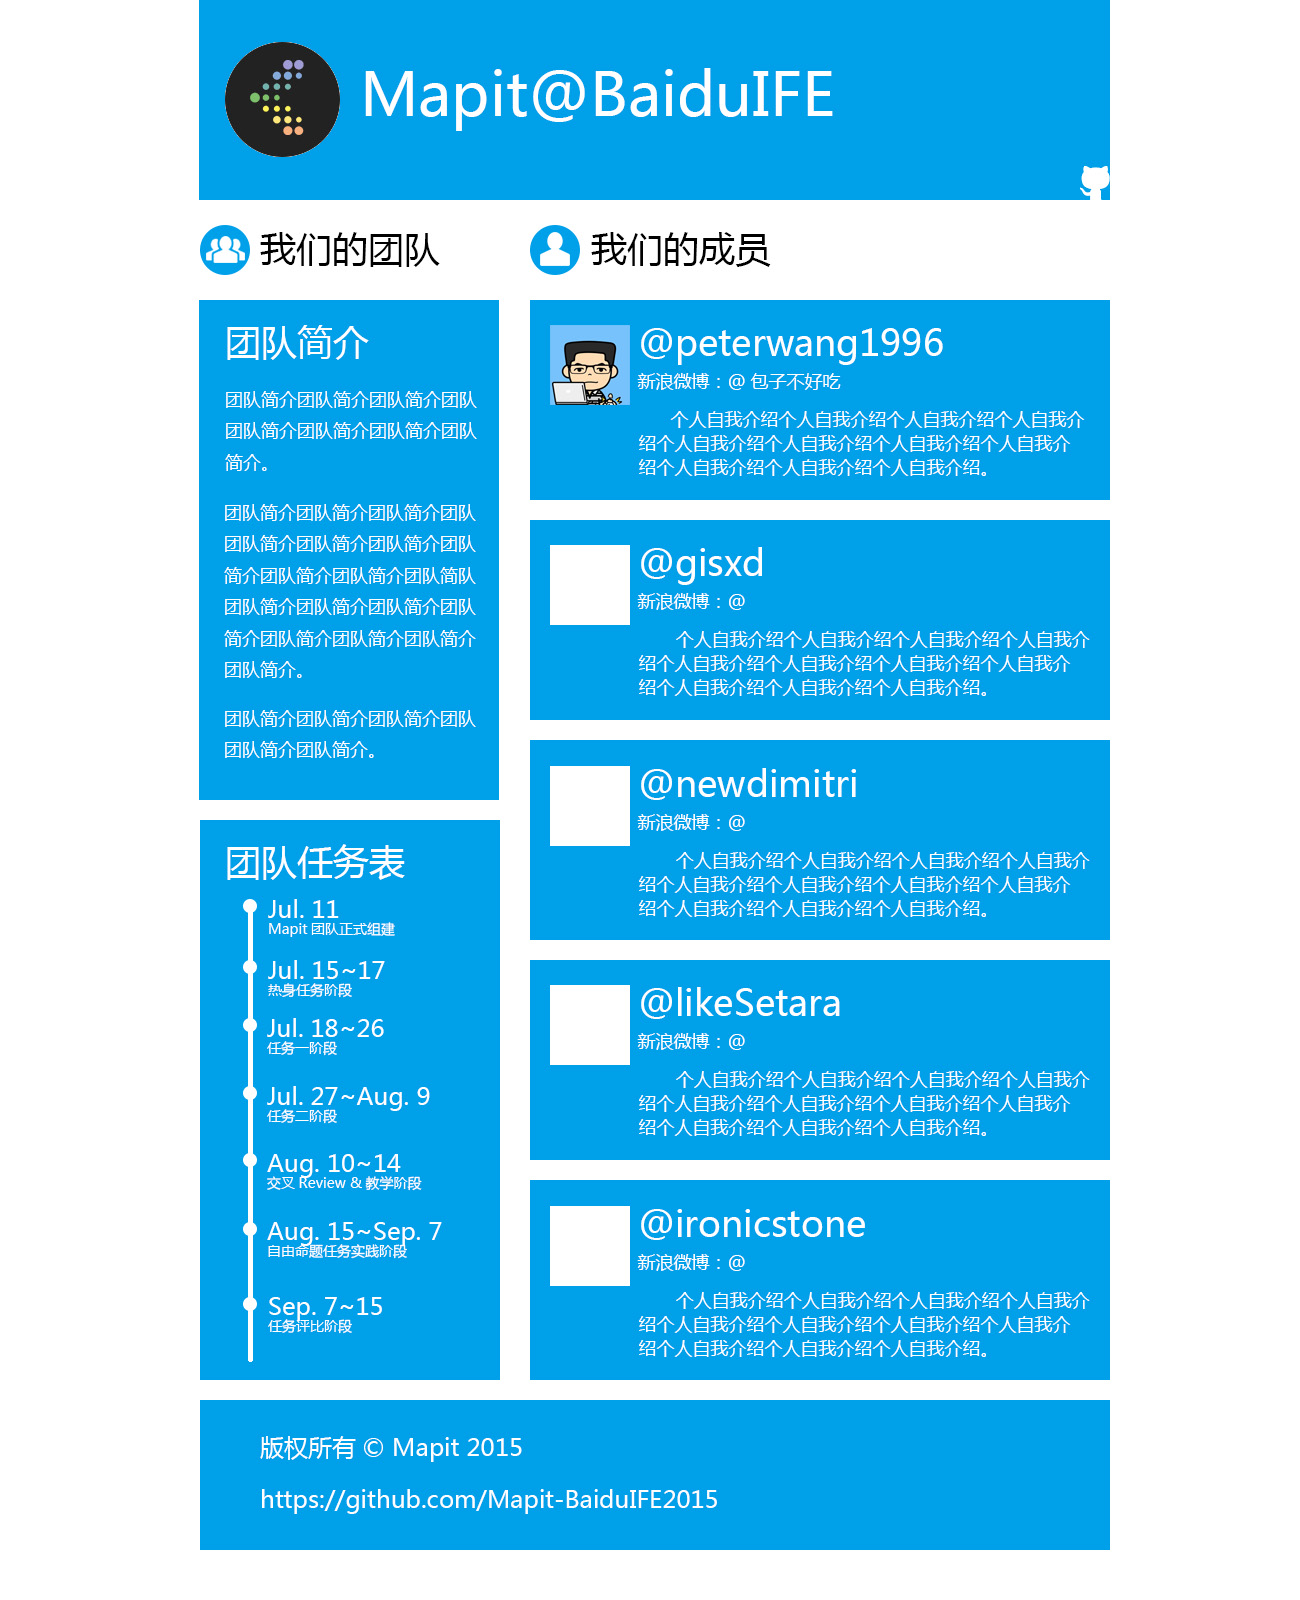 Mapit@BaiduIFE
我们的团队
团队简介
团队简介团队简介团队简介团队
团队简介团队简介团队简介团队
简介。
团队简介团队简介团队简介团队
团队简介团队简介团队简介团队
简介团队简介团队简介团队简队
团队简介团队简介团队简介团队
简介团队简介团队简介团队简介
团队简介。
团队简介团队简介团队简介团队
团队简介团队简介。
团队任务表
Jul. 11
Mapit 团队正式组建
Jul. 15~17
热身任务阶段
Jul. 18~26
任务一阶段
Jul. 27~Aug. 9
任务二阶段
Aug. 10~14
交叉 Review & 教学阶段
Aug. 15~Sep. 7
自由命题任务实践阶段
Sep. 7~15
任务评比阶段
我们的成员
@peterwang1996
新浪微博：@ 包子不好吃
个人自我介绍个人自我介绍个人自我介绍个人自我介
绍个人自我介绍个人自我介绍个人自我介绍个人自我介
绍个人自我介绍个人自我介绍个人自我介绍。
@gisxd
新浪微博：@
个人自我介绍个人自我介绍个人自我介绍个人自我介
绍个人自我介绍个人自我介绍个人自我介绍个人自我介
绍个人自我介绍个人自我介绍个人自我介绍。
@newdimitri
新浪微博：@
个人自我介绍个人自我介绍个人自我介绍个人自我介
绍个人自我介绍个人自我介绍个人自我介绍个人自我介
绍个人自我介绍个人自我介绍个人自我介绍。
@likeSetara
新浪微博：@
个人自我介绍个人自我介绍个人自我介绍个人自我介
绍个人自我介绍个人自我介绍个人自我介绍个人自我介
绍个人自我介绍个人自我介绍个人自我介绍。
@ironicstone
新浪微博：@
个人自我介绍个人自我介绍个人自我介绍个人自我介
绍个人自我介绍个人自我介绍个人自我介绍个人自我介
绍个人自我介绍个人自我介绍个人自我介绍。
版权所有 © Mapit 2015
https://github.com/Mapit-BaiduIFE2015